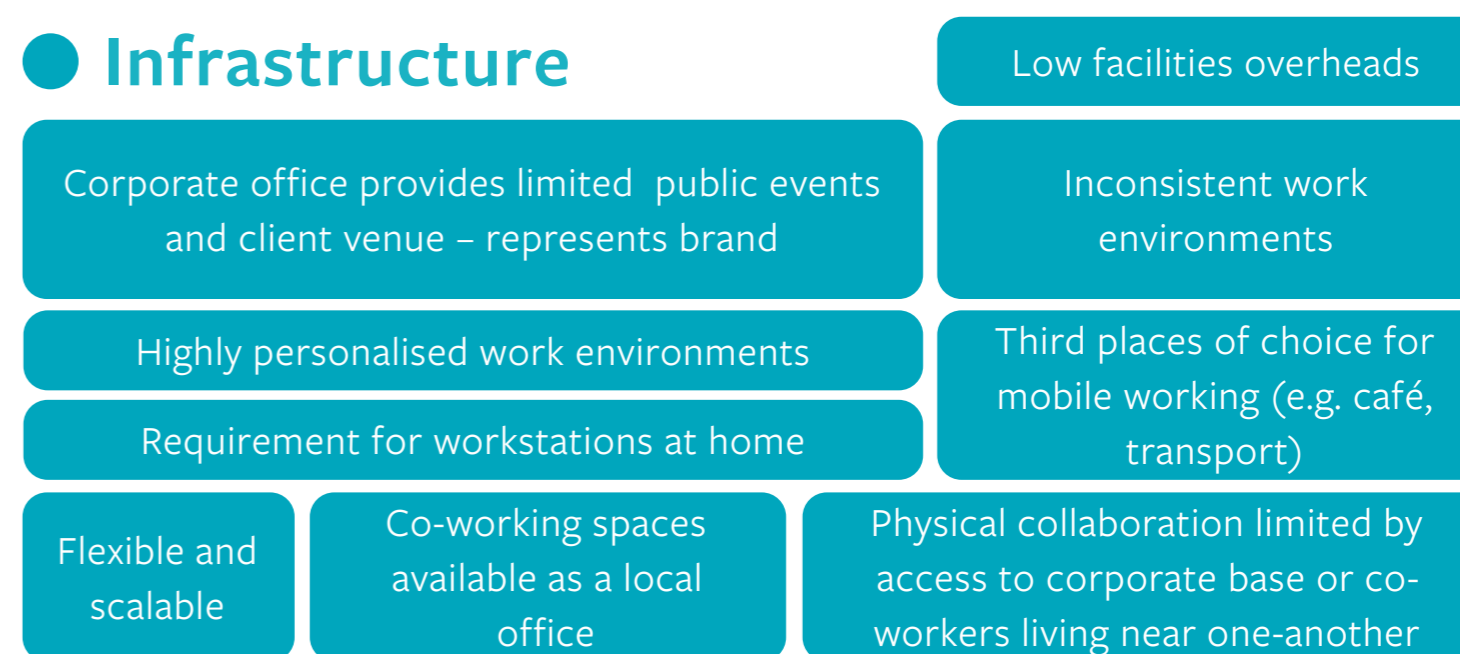 Infrastructure
Low facilities overheads
Corporate office provides limited  public events
and client venue – represents brand
Inconsistent work
environments
Highly personalised work environments
Third places of choice for
mobile working (e.g. café,
transport)
Requirement for workstations at home
Flexible and
scalable
Co-working spaces
available as a local
office
Physical collaboration limited by
access to corporate base or co-
workers living near one-another